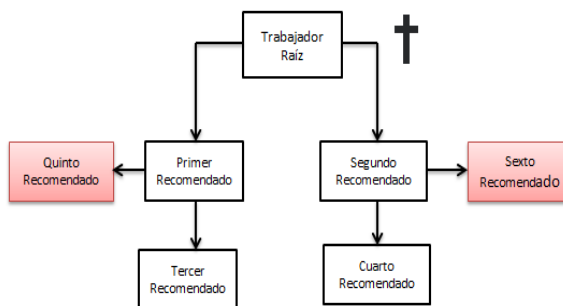 Trabajador
Raíz
Quinto
Recomendado
Primer
Recomendado
Segundo
Recomendado
Sexto
Recomendado
Tercer
Recomendado
Cuarto
Recomendado